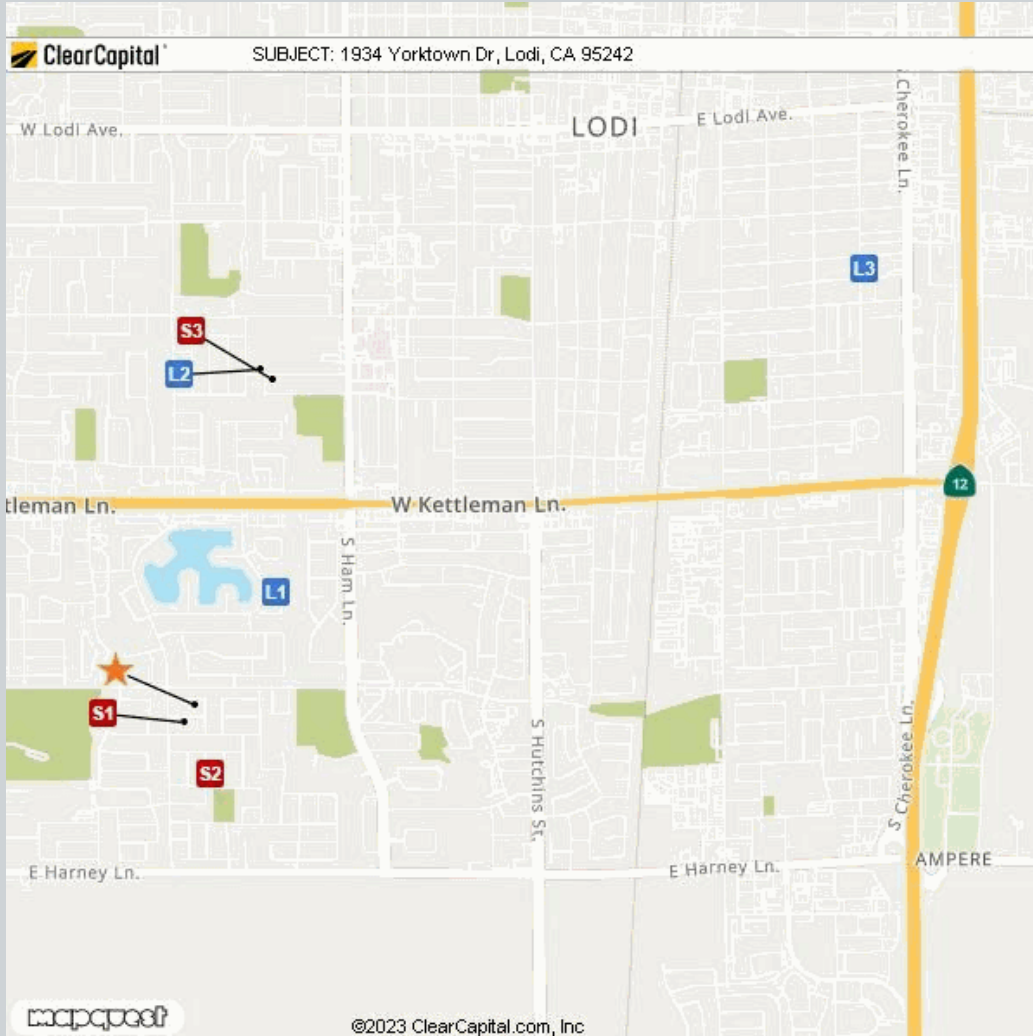 ClearCapital
SUBJECT: 1934 Yorktown Dr, Lodi, CA 95242
W Lodi Ave.
LODI
E Lodi Ave.
S Cherokee Ln.
L3
S3
L2
tleman Ln.
W Kettleman Ln.
12
S Ham Ln.
L1
S1
S2
S Hutchins St.
S Cherokee Ln.
E Harney Ln.
E Harney Ln.
AMPERE
mapquest
©2023 ClearCapital.com, Inc